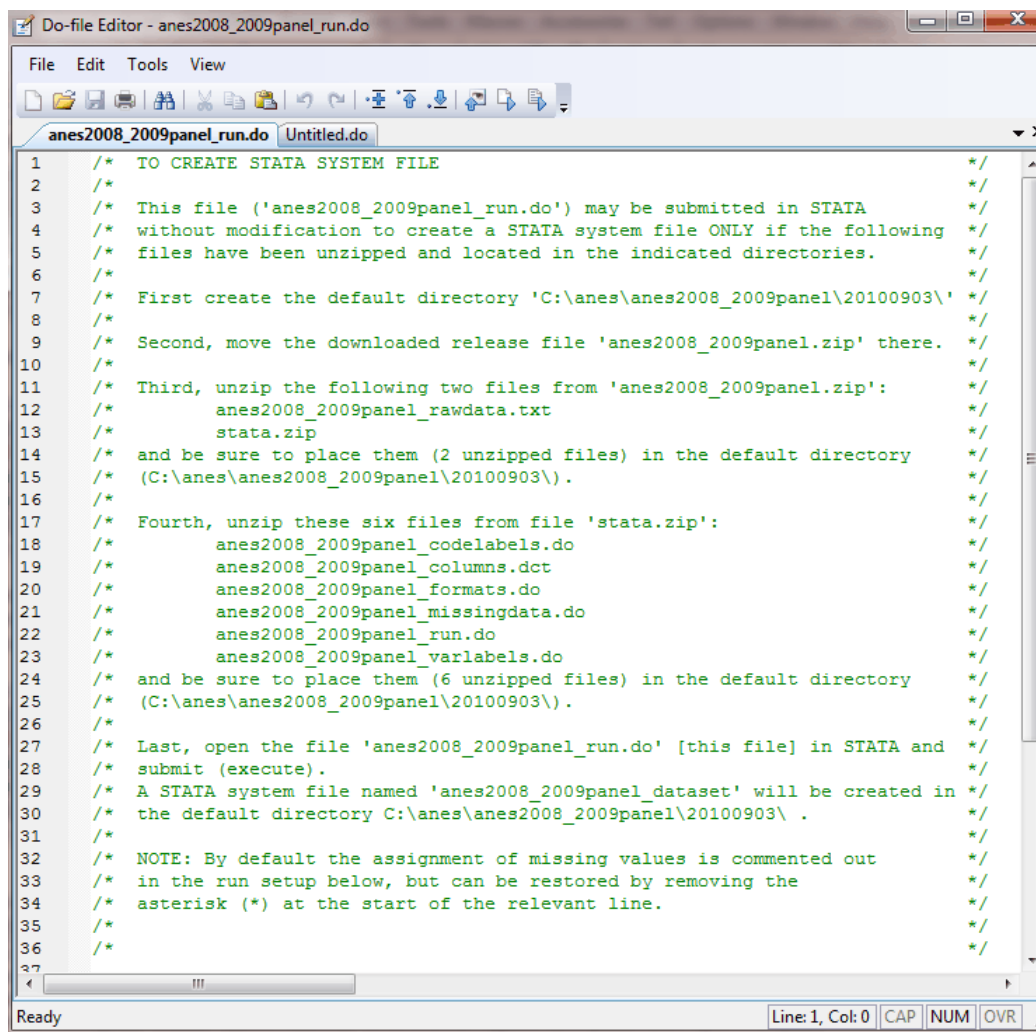 Do-file Editor - anes2008_2009panel_run.do
File Edit Tools View
anes2008_2009panel_run.do Untitled.do
1 /* TO CREATE STATA SYSTEM FILE */
2 /* */
3 /* This file ('anes2008_2009panel_run.do') may be submitted in STATA */
4 /* without modification to create a STATA system file ONLY if the following */
5 /* files have been unzipped and located in the indicated directories. */
6 /* */
7 /* First create the default directory 'C:\anes\anes2008_2009panel\20100903\' */
8 /* */
9 /* Second, move the downloaded release file 'anes2008_2009panel.zip' there. */
10 /* */
11 /* Third, unzip the following two files from 'anes2008_2009panel.zip': */
12 /* anes2008_2009panel_rawdata.txt */
13 /* stata.zip */
14 /* and be sure to place them (2 unzipped files) in the default directory */
15 /* (C:\anes\anes2008_2009panel\20100903\). */
16 /* */
17 /* Fourth, unzip these six files from file 'stata.zip': */
18 /* anes2008_2009panel_codelabels.do */
19 /* anes2008_2009panel_columns.dct */
20 /* anes2008_2009panel_formats.do */
21 /* anes2008_2009panel_missingdata.do */
22 /* anes2008_2009panel_run.do */
23 /* anes2008_2009panel_varlabels.do */
24 /* and be sure to place them (6 unzipped files) in the default directory */
25 /* (C:\anes\anes2008_2009panel\20100903\). */
26 /* */
27 /* Last, open the file 'anes2008_2009panel_run.do' [this file] in STATA and */
28 /* submit (execute). */
29 /* A STATA system file named 'anes2008_2009panel_dataset' will be created in */
30 /* the default directory C:\anes\anes2008_2009panel\20100903\ . */
31 /* */
32 /* NOTE: By default the assignment of missing values is commented out */
33 /* in the run setup below, but can be restored by removing the */
34 /* asterisk (*) at the start of the relevant line. */
35 /* */
36 /* */
37
Ready Line: 1, Col: 0 CAP NUM OVR